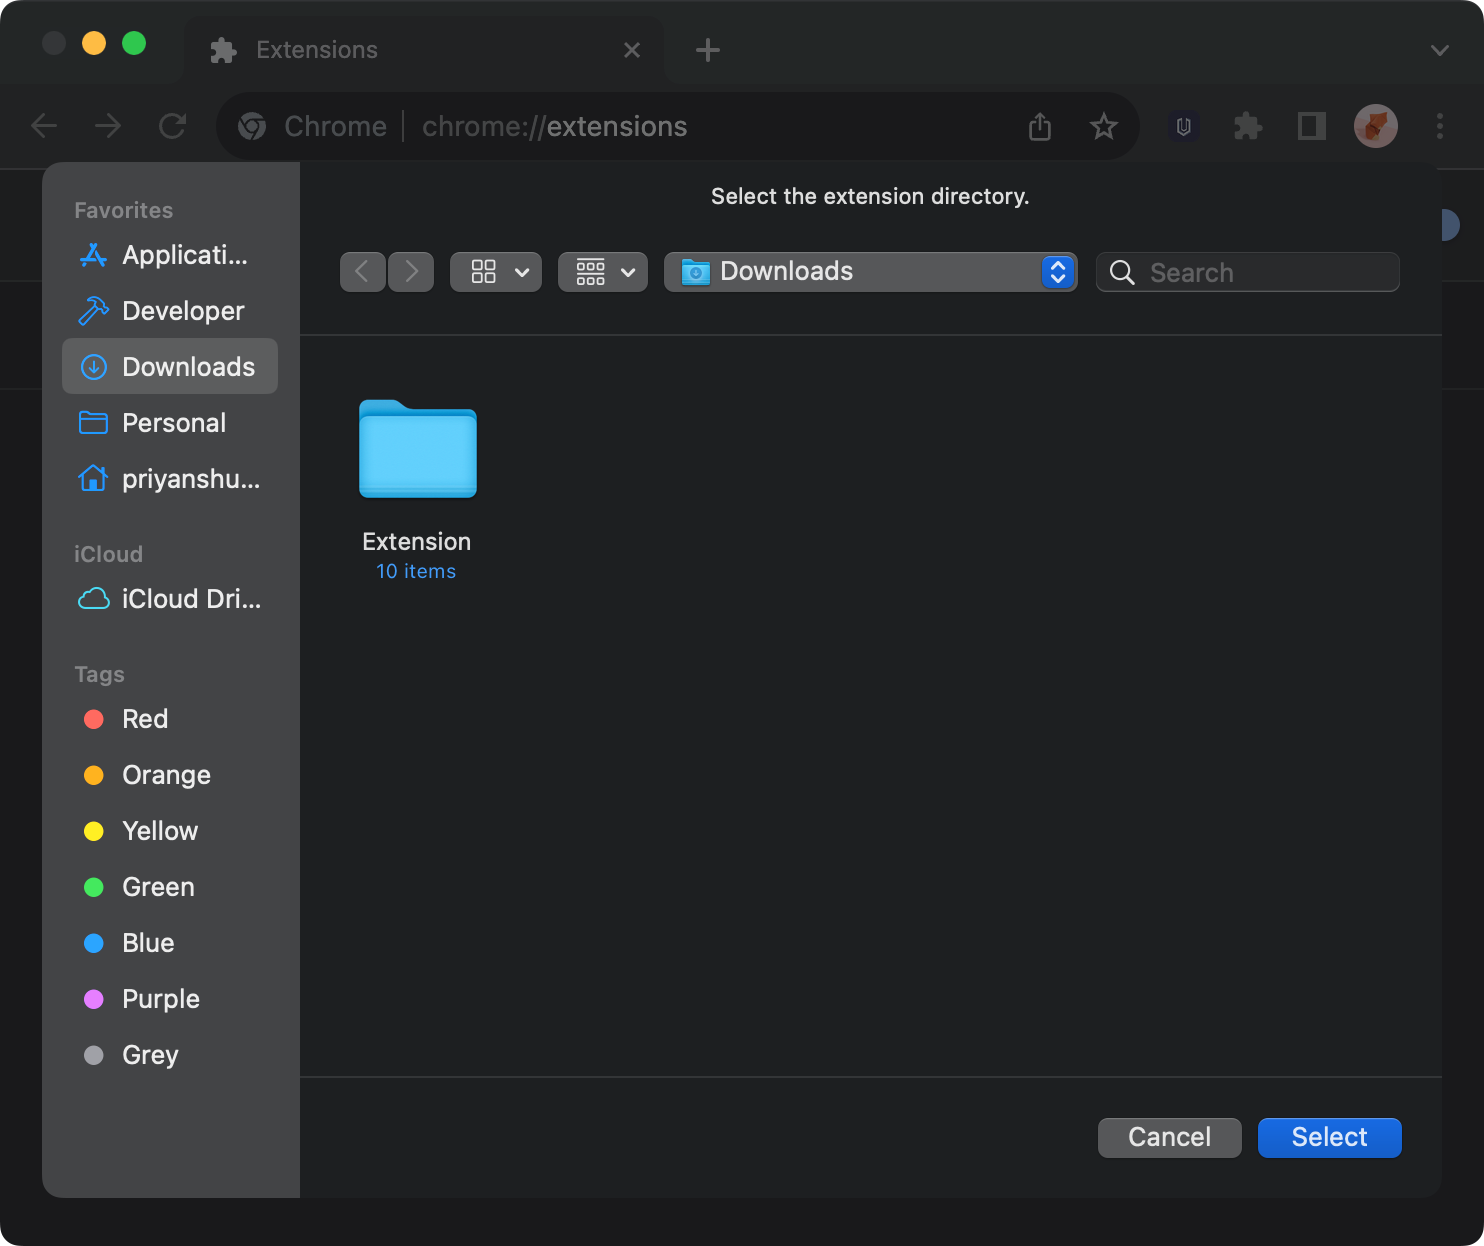 Extensions
Chrome chrome://extensions
Select the extension directory.
Favorites
Applicati...
Developer
Downloads
Personal
priyanshu...
iCloud
iCloud Dri...
Tags
Red
Orange
Yellow
Green
Blue
Purple
Grey
Downloads
Search
Extension
10 items
Cancel
Select